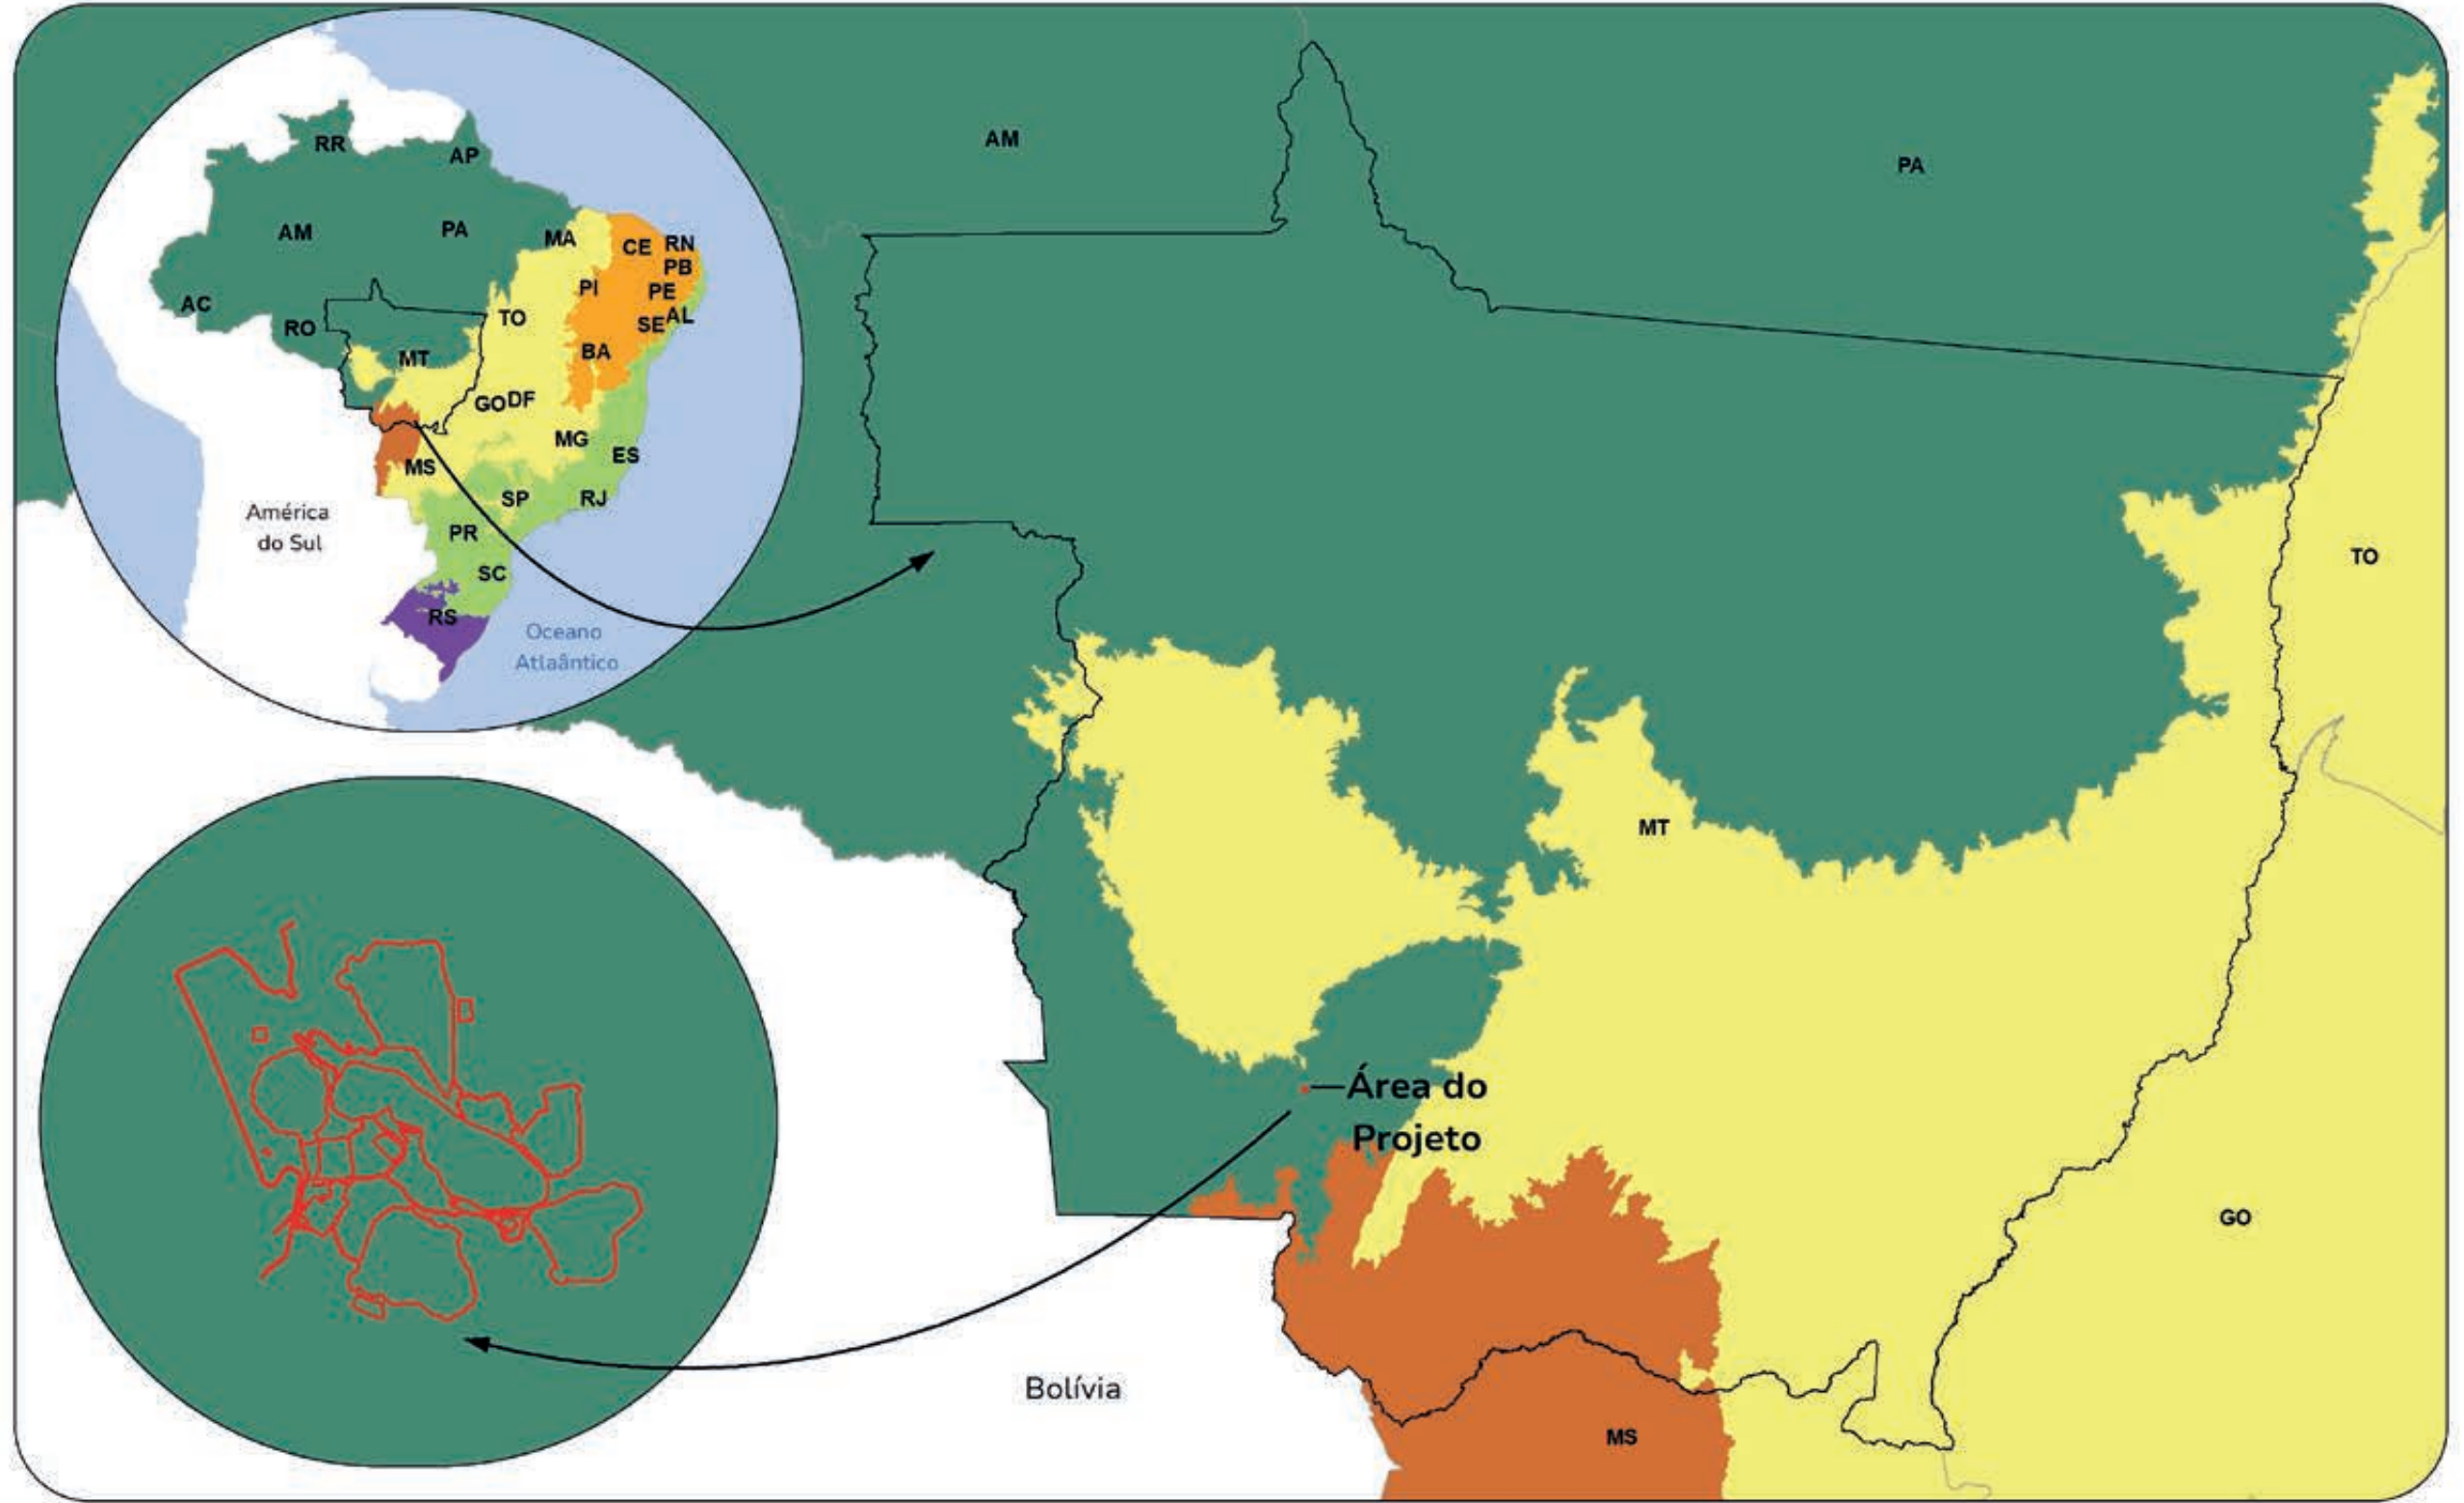 RR
AP
AM
PA
MA
CE
RN
PB
PI
PE
AC
AL
TO
SE
RO
BA
MT
GO
DF
MG
ES
MS
SP
RJ
América
do Sul
PR
SC
RS
Oceano
Atlaântico
AM
PA
TO
MT
Área do
Projeto
GO
Bolívia
MS